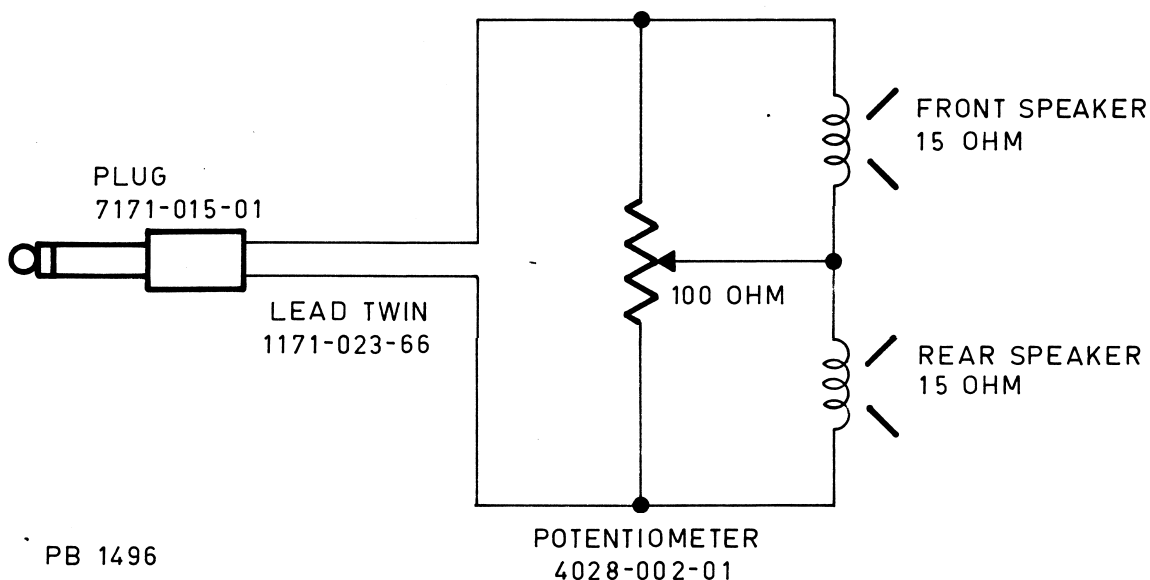 PLUG
7171-015-01
LEAD TWIN
1171-023-66
FRONT SPEAKER
15 OHM
100 OHM
REAR SPEAKER
15 OHM
POTENTIOMETER
4028-002-01
PB 1496